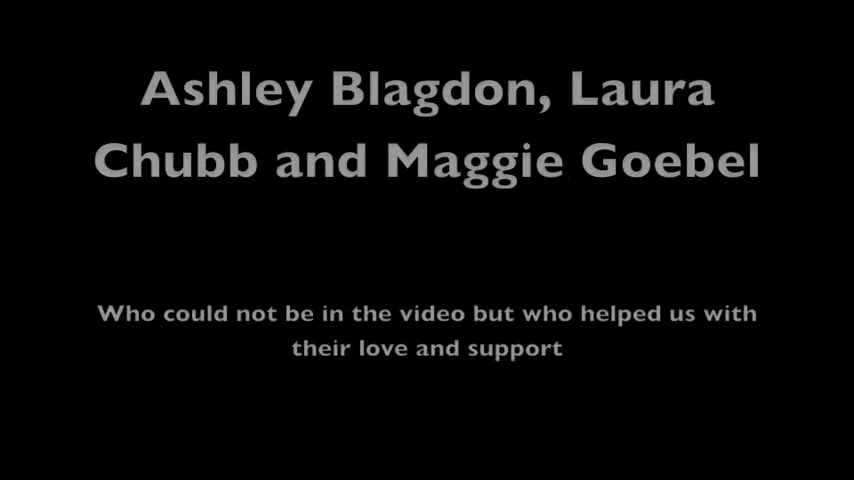 Ashley Blagdon, Laura
Chubb and Maggie Goebel
Who could not be in the video but who helped us with
their love and support